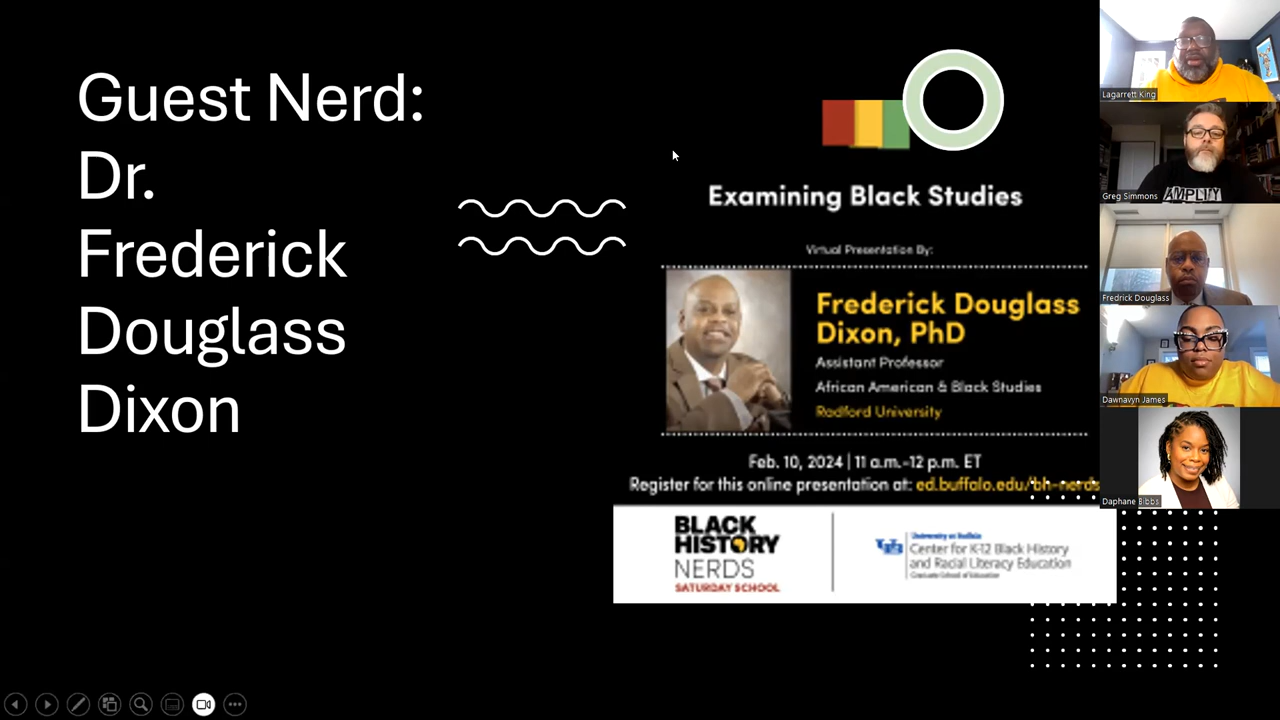 Guest Nerd:
Dr.
Frederick
Douglass
Dixon
Examining Black Studies
Virtual Presentation By:
Frederick Douglass
Dixon, PhD
Assistant Professor
African American & Black Studies
Radford University
Feb. 10, 2024 | 11 a.m.-12 p.m. ET
Register for this online presentation at: ed.buffalo.edu/bh-nerds
BLACK
HISTORY
NERDS
SATURDAY SCHOOL
UB
University at Buffalo
Center for K-12 Black History
and Racial Literacy Education
Graduate School of Education
Lagarrett King
AMPLIFY
Greg Simmons
Fredrick Douglass
Dawnavyn James
Daphane Bibbs